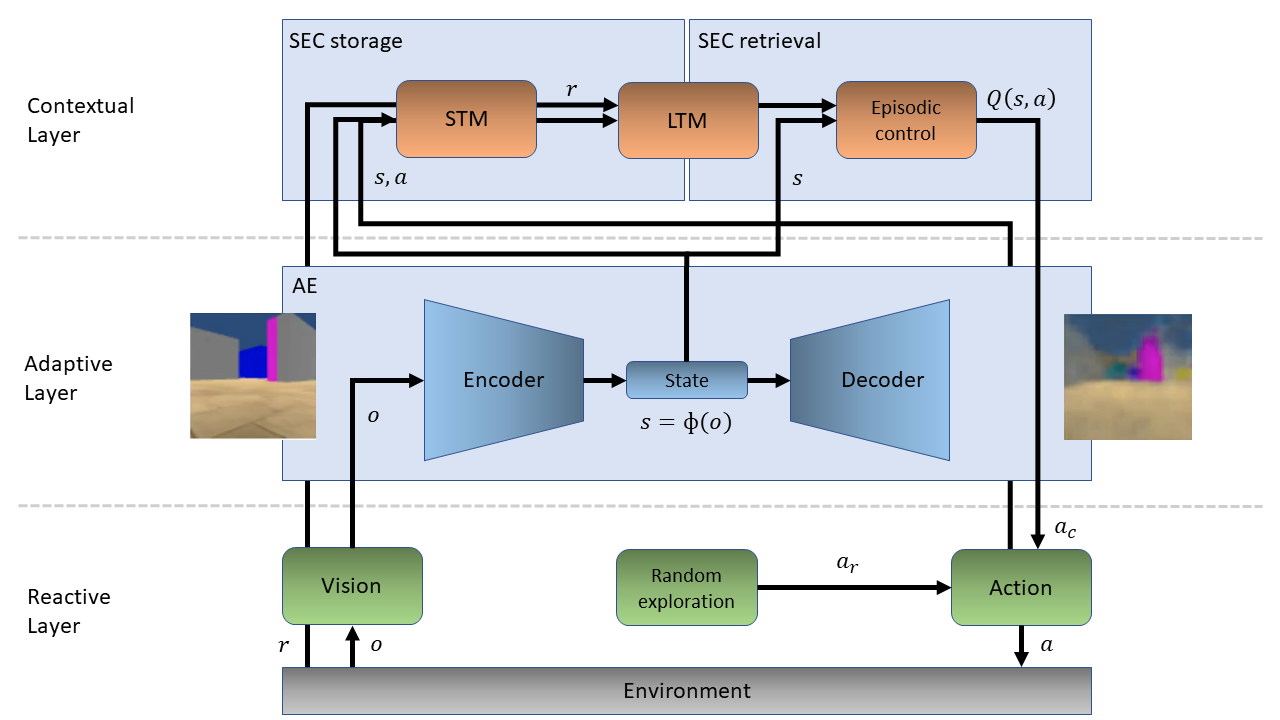 SEC storage
SEC retrieval
Contextual
Layer
STM
r
LTM
Episodic
control
Q(s, a)
s, a
s
AE
Adaptive
Layer
Encoder
State
Decoder
o
s = ϕ(o)
a_c
Reactive
Layer
Vision
Random
exploration
a_r
Action
r
o
a
Environment